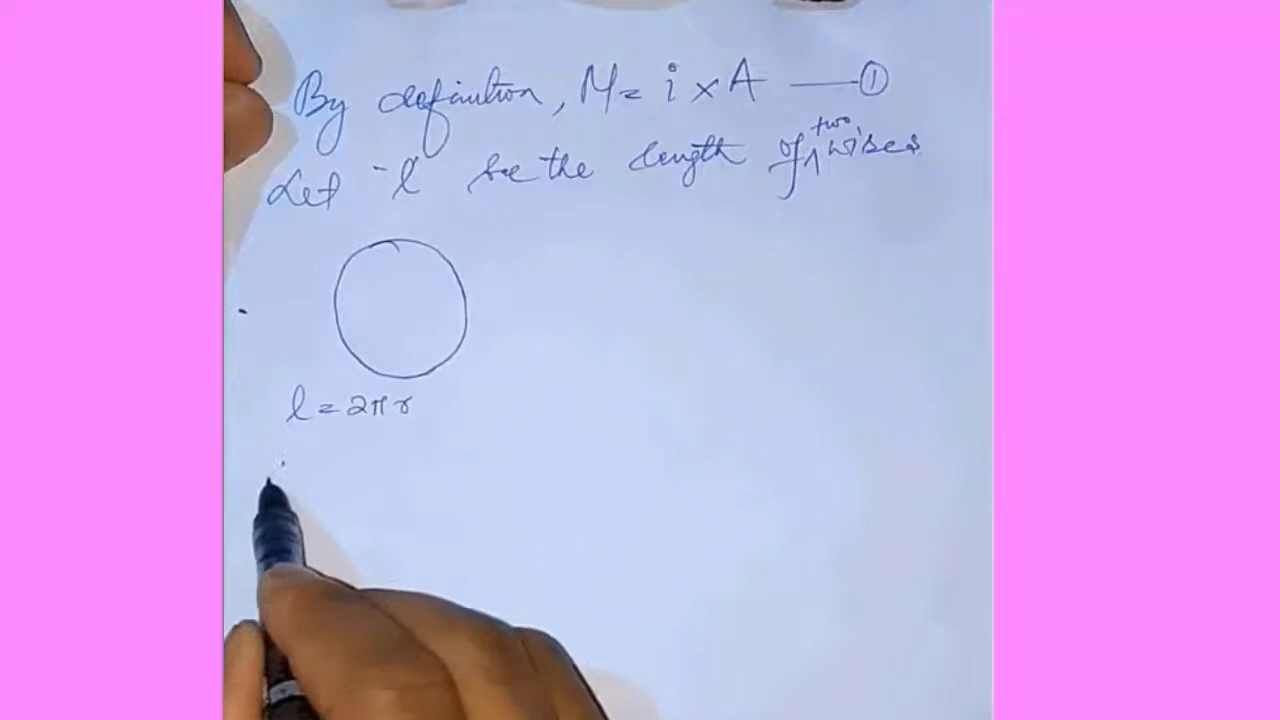 By definition, M = i × A —— ①
Let 'l' be the length of two wires
l = 2πr